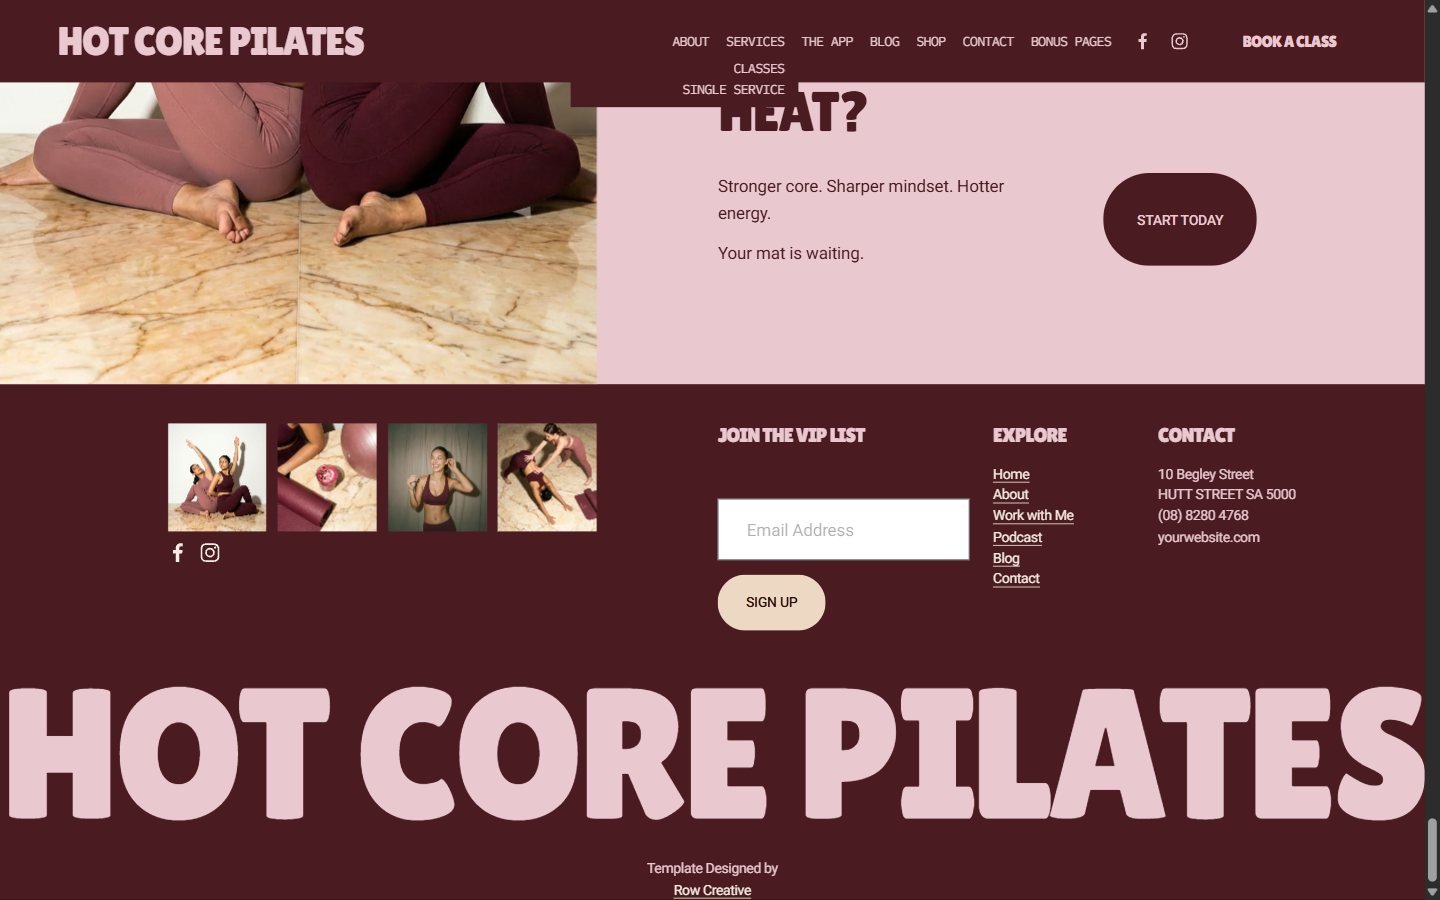 HOT CORE PILATES
ABOUT SERVICES THE APP BLOG SHOP CONTACT BONUS PAGES
BOOK A CLASS
CLASSES
SINGLE SERVICE
HEAT?
Stronger core. Sharper mindset. Hotter
energy.
Your mat is waiting.
START TODAY
JOIN THE VIP LIST
Email Address
SIGN UP
EXPLORE
Home
About
Work with Me
Podcast
Blog
Contact
CONTACT
10 Begley Street
HUTT STREET SA 5000
(08) 8280 4768
yourwebsite.com
HOT CORE PILATES
Template Designed by
Row Creative